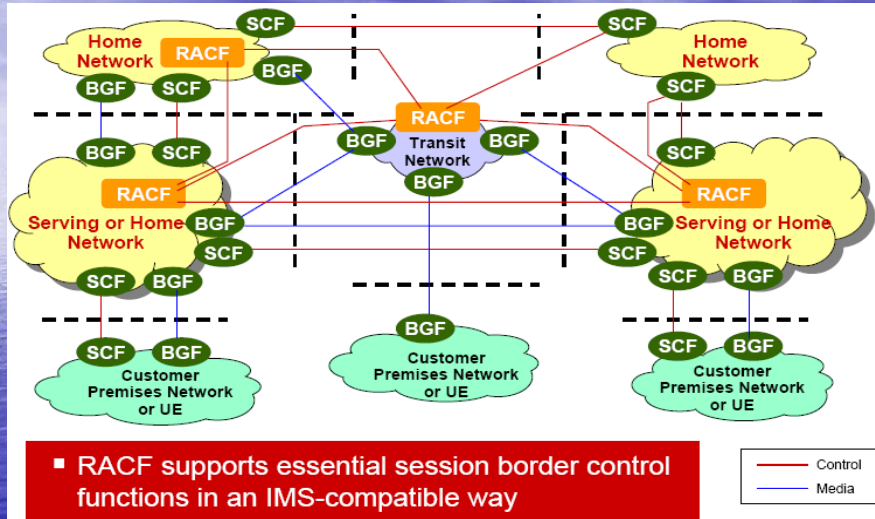 SCF
SCF
Home
Network
RACF
Home
Network
BGF
BGF
SCF
SCF
RACF
BGF
SCF
BGF
Transit
Network
BGF
SCF
RACF
BGF
RACF
Serving or Home
Network
BGF
BGF
Serving or Home
Network
SCF
SCF
SCF
BGF
SCF
BGF
BGF
SCF
BGF
SCF
BGF
Customer
Premises Network
or UE
Customer
Premises Network
or UE
Customer
Premises Network
or UE
▪ RACF supports essential session border control
functions in an IMS-compatible way
Control
Media